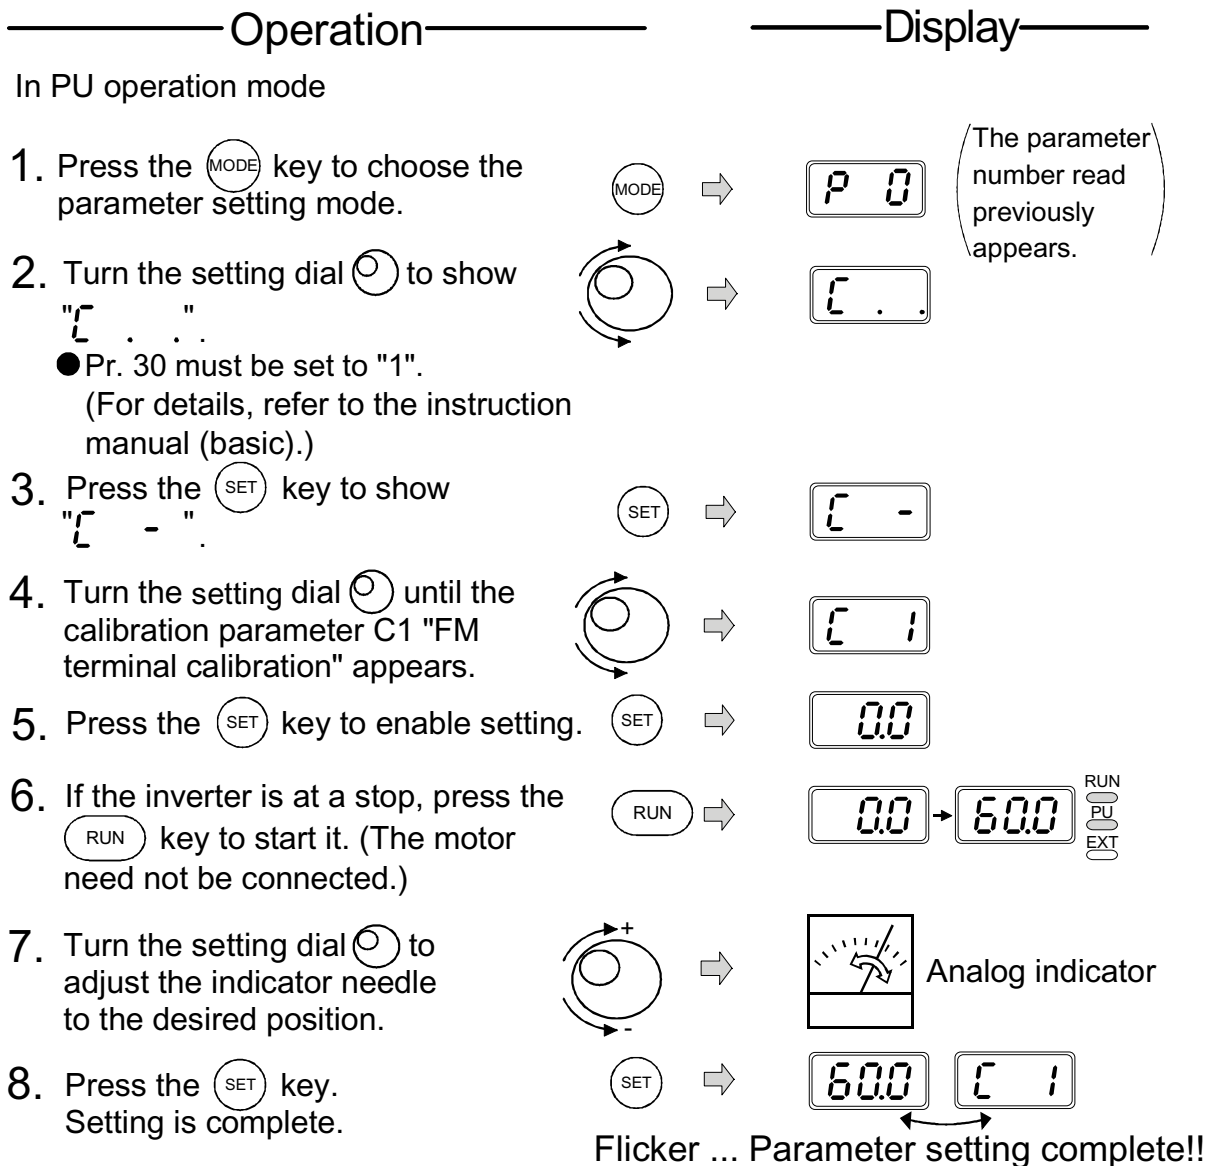 Operation
Display
In PU operation mode
1. Press the MODE key to choose the
parameter setting mode.
MODE
P 0
The parameter
number read
previously
appears.
2. Turn the setting dial to show
"C . .".
C . .
● Pr. 30 must be set to "1".
(For details, refer to the instruction
manual (basic).)
3. Press the SET key to show
"C - ".
SET
C -
4. Turn the setting dial until the
calibration parameter C1 "FM
terminal calibration" appears.
C 1
5. Press the SET key to enable setting.
SET
0.0
6. If the inverter is at a stop, press the
RUN key to start it. (The motor
need not be connected.)
RUN
0.0
60.0
RUN
PU
EXT
7. Turn the setting dial to
adjust the indicator needle
to the desired position.
+
-
Analog indicator
8. Press the SET key.
Setting is complete.
SET
60.0
C 1
Flicker ... Parameter setting complete!!